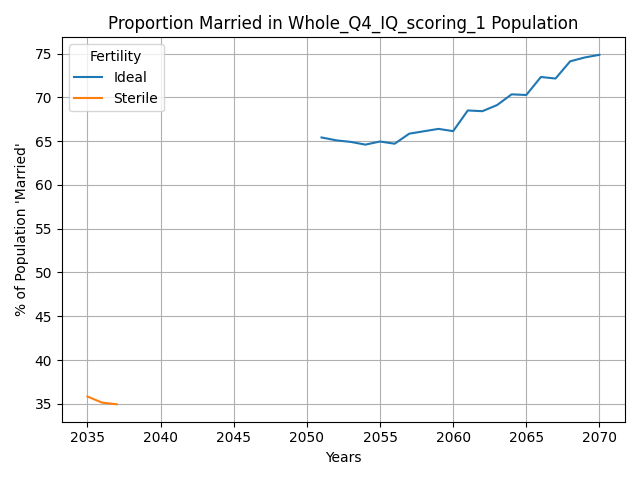 Proportion Married in Whole_Q4_IQ_scoring_1 Population
Fertility
Ideal
Sterile
% of Population 'Married'
75
70
65
60
55
50
45
40
35
2035 2040 2045 2050 2055 2060 2065 2070
Years